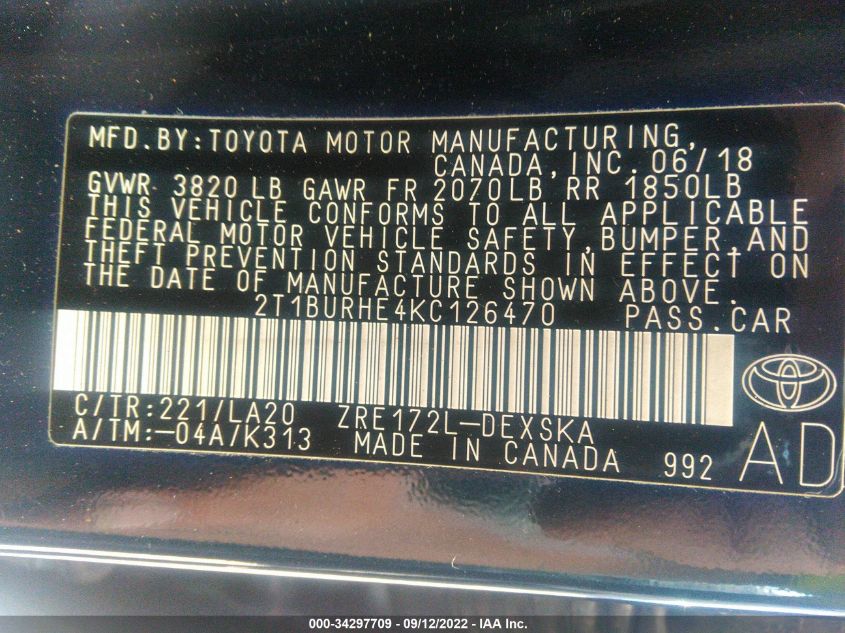 MFD.BY:TOYOTA MOTOR MANUFACTURING,
CANADA,INC. 06/18
GVWR 3820 LB GAWR FR 2070LB RR 1850LB
THIS VEHICLE CONFORMS TO ALL APPLICABLE
FEDERAL MOTOR VEHICLE SAFETY,BUMPER,AND
THEFT PREVENTION STANDARDS IN EFFECT ON
THE DATE OF MANUFACTURE SHOWN ABOVE.
2T1BURHE4KC126470 PASS.CAR
C/TR:221/LA20 ZRE172L-DEXSKA
A/TM:-04A/K313 MADE IN CANADA 992 AD
000-34297709 - 09/12/2022 - IAA Inc.